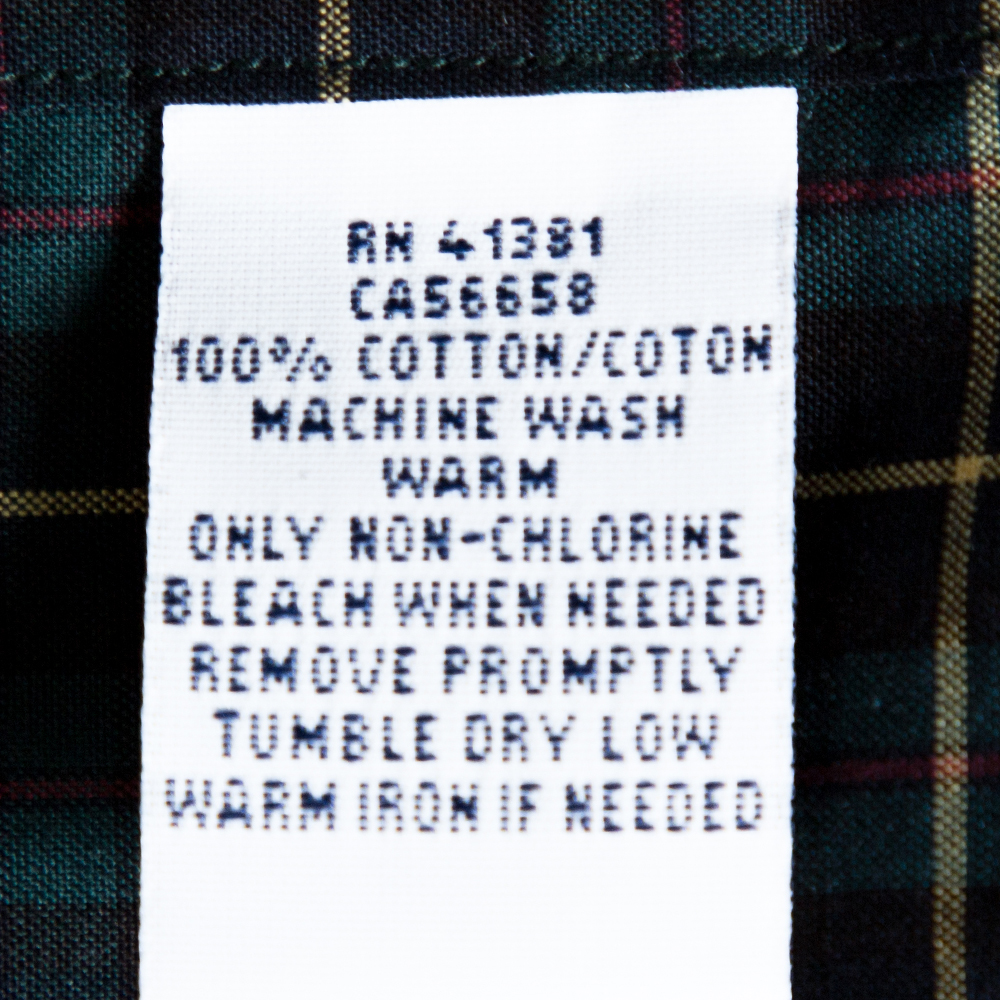 RN 41381
CA56658
100% COTTON/COTON
MACHINE WASH
WARM
ONLY NON-CHLORINE
BLEACH WHEN NEEDED
REMOVE PROMPTLY
TUMBLE DRY LOW
WARM IRON IF NEEDED